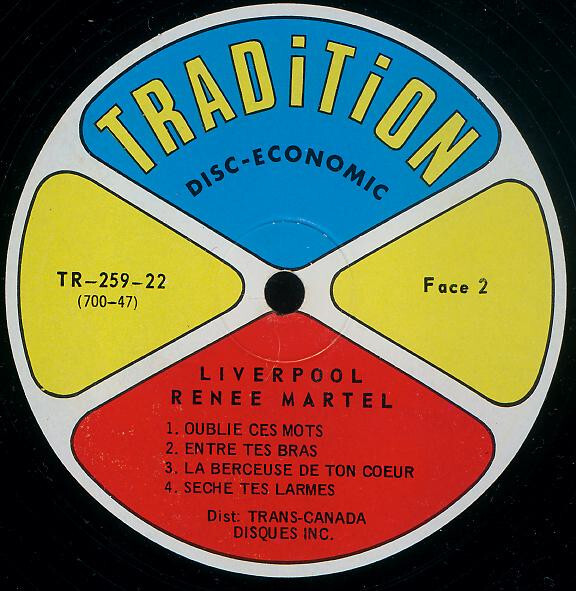 TRADiTiON
DISC-ECONOMIC
TR-259-22
(700-47)
Face 2
LIVERPOOL
RENEE MARTEL
1. OUBLIE CES MOTS
2. ENTRE TES BRAS
3. LA BERCEUSE DE TON COEUR
4. SECHE TES LARMES
Dist: TRANS-CANADA
DISQUES INC.